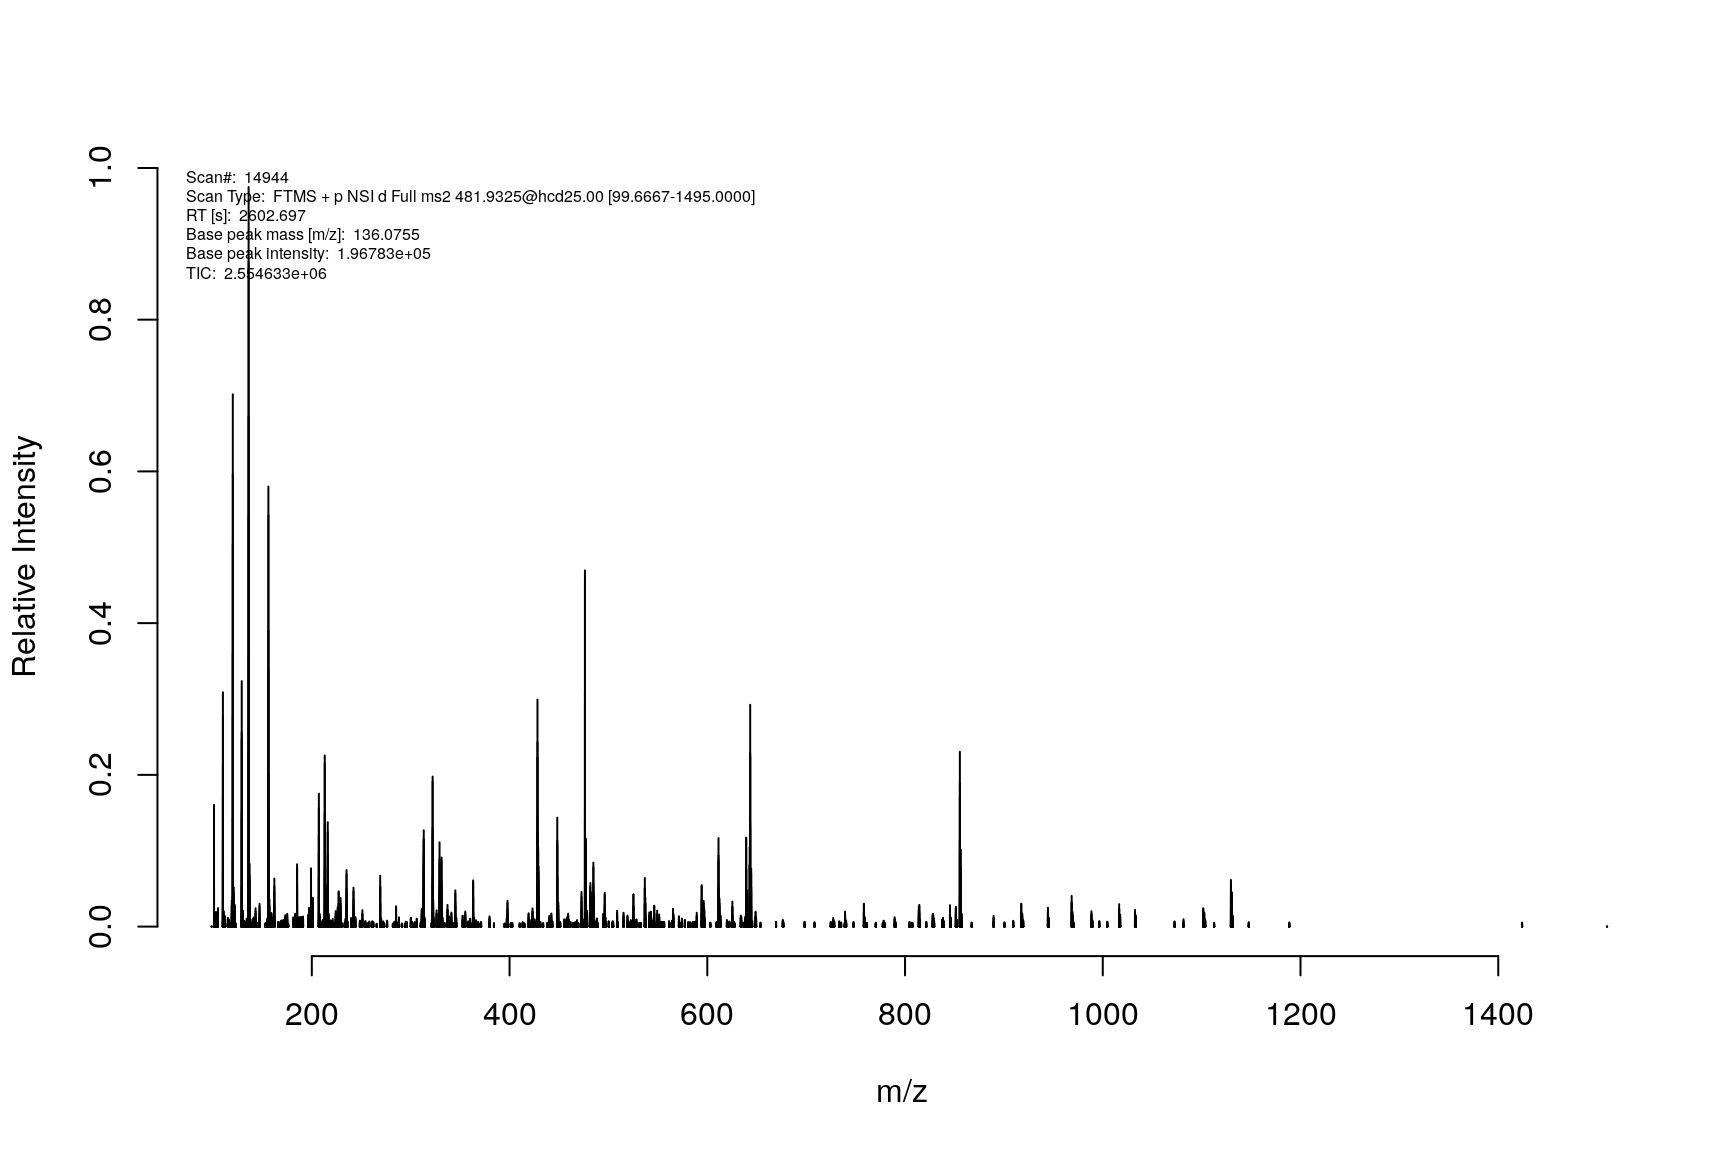 Scan#: 14944
Scan Type: FTMS + p NSI d Full ms2 481.9325@hcd25.00 [99.6667-1495.0000]
RT [s]: 2602.697
Base peak mass [m/z]: 136.0755
Base peak intensity: 1.96783e+05
TIC: 2.554633e+06
1.0
0.8
0.6
0.4
0.2
0.0
Relative Intensity
200 400 600 800 1000 1200 1400
m/z